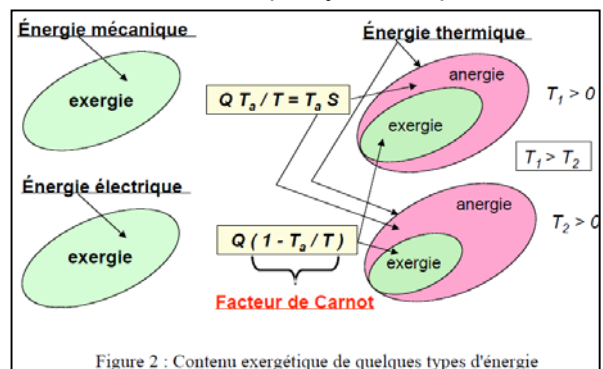 Énergie mécanique
exergie
Énergie électrique
exergie
Énergie thermique
Q Ta / T = Ta S
anergie
exergie
T1 > 0
T1 > T2
anergie
exergie
T2 > 0
Q ( 1 - Ta / T )
Facteur de Carnot
Figure 2 : Contenu exergétique de quelques types d'énergie